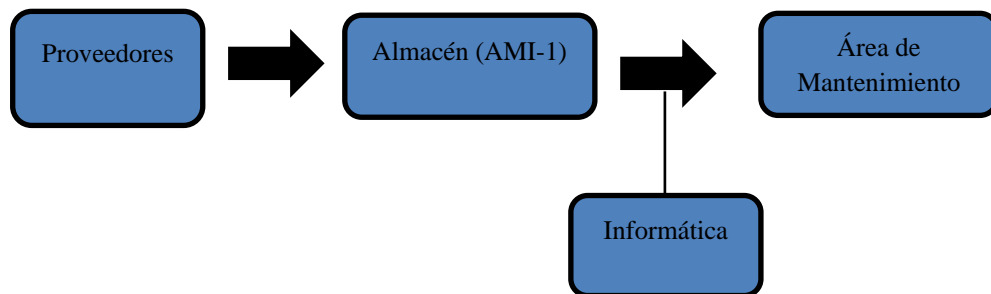 Proveedores
Almacén (AMI-1)
Área de
Mantenimiento
Informática